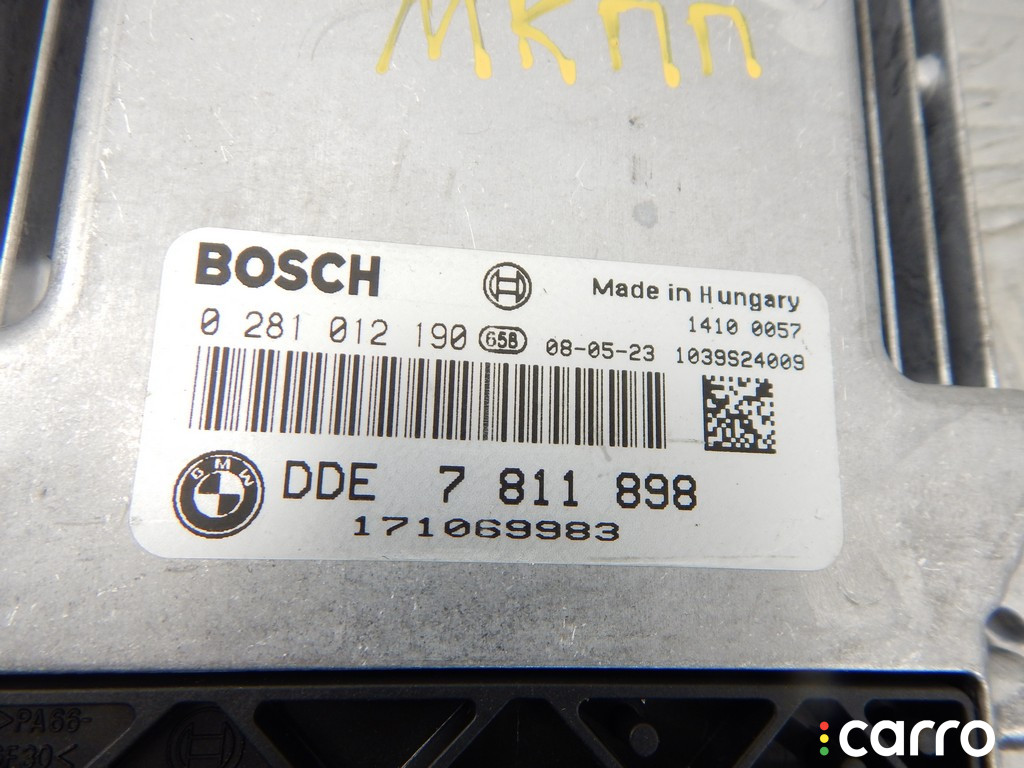 МКПП
BOSCH
Made in Hungary
1410 0057
0 281 012 190 658 08-05-23 1039S24009
BMW DDE 7 811 898
171069983
>PA66-
GF30<
carro